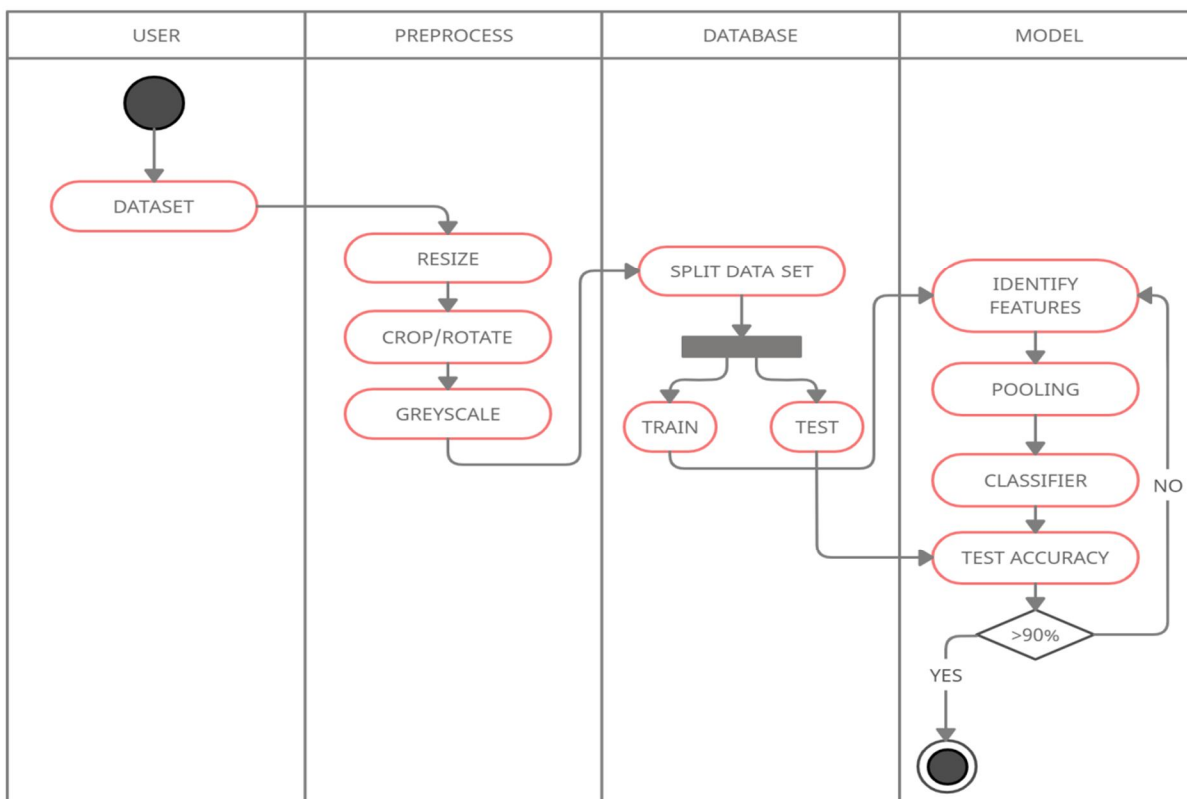 USER
PREPROCESS
DATABASE
MODEL
DATASET
RESIZE
CROP/ROTATE
GREYSCALE
SPLIT DATA SET
TRAIN
TEST
IDENTIFY
FEATURES
POOLING
CLASSIFIER
TEST ACCURACY
>90%
NO
YES